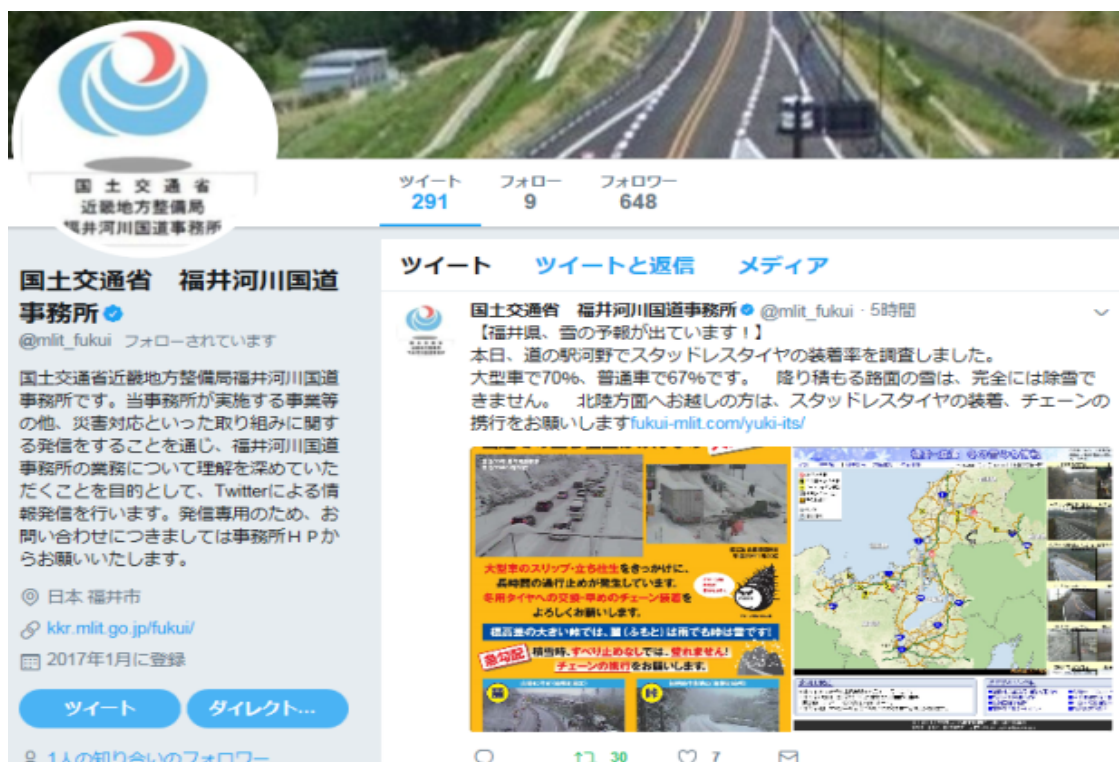 国土交通省
近畿地方整備局
福井河川国道事務所
ツイート フォロー フォロワー
291 9 648
国土交通省 福井河川国道
事務所
@mlit_fukui フォローされています
国土交通省近畿地方整備局福井河川国道
事務所です。当事務所が実施する事業等
の他、災害対応といった取り組みに関す
る発信をすることを通じ、福井河川国道
事務所の業務について理解を深めていた
だくことを目的として、Twitterによる情
報発信を行います。発信専用のため、お
問い合わせにつきましては事務所ＨＰか
らお願いいたします。
日本 福井市
kkr.mlit.go.jp/fukui/
2017年1月に登録
ツイート ダイレクト...
1人の知り合いのフォロワー
ツイート ツイートと返信 メディア
国土交通省 福井河川国道事務所 @mlit_fukui · 5時間
【福井県、雪の予報が出ています！】
本日、道の駅河野でスタッドレスタイヤの装着率を調査しました。
大型車で70%、普通車で67%です。 降り積もる路面の雪は、完全には除雪で
きません。 北陸方面へお越しの方は、スタッドレスタイヤの装着、チェーンの
携行をお願いしますfukui-mlit.com/yuki-its/
大型車のスリップ・立ち往生をきっかけに、
長時間の通行止めが発生しています。
冬用タイヤへの交換・早めのチェーン装着を
よろしくお願いします。
標高差の大きい峠では、麓（ふもと）は雨でも峠は雪です！
急勾配 積雪時、すべり止めなしでは、登れません！
チェーンの携行をお願いします。
麓 峠
30 7